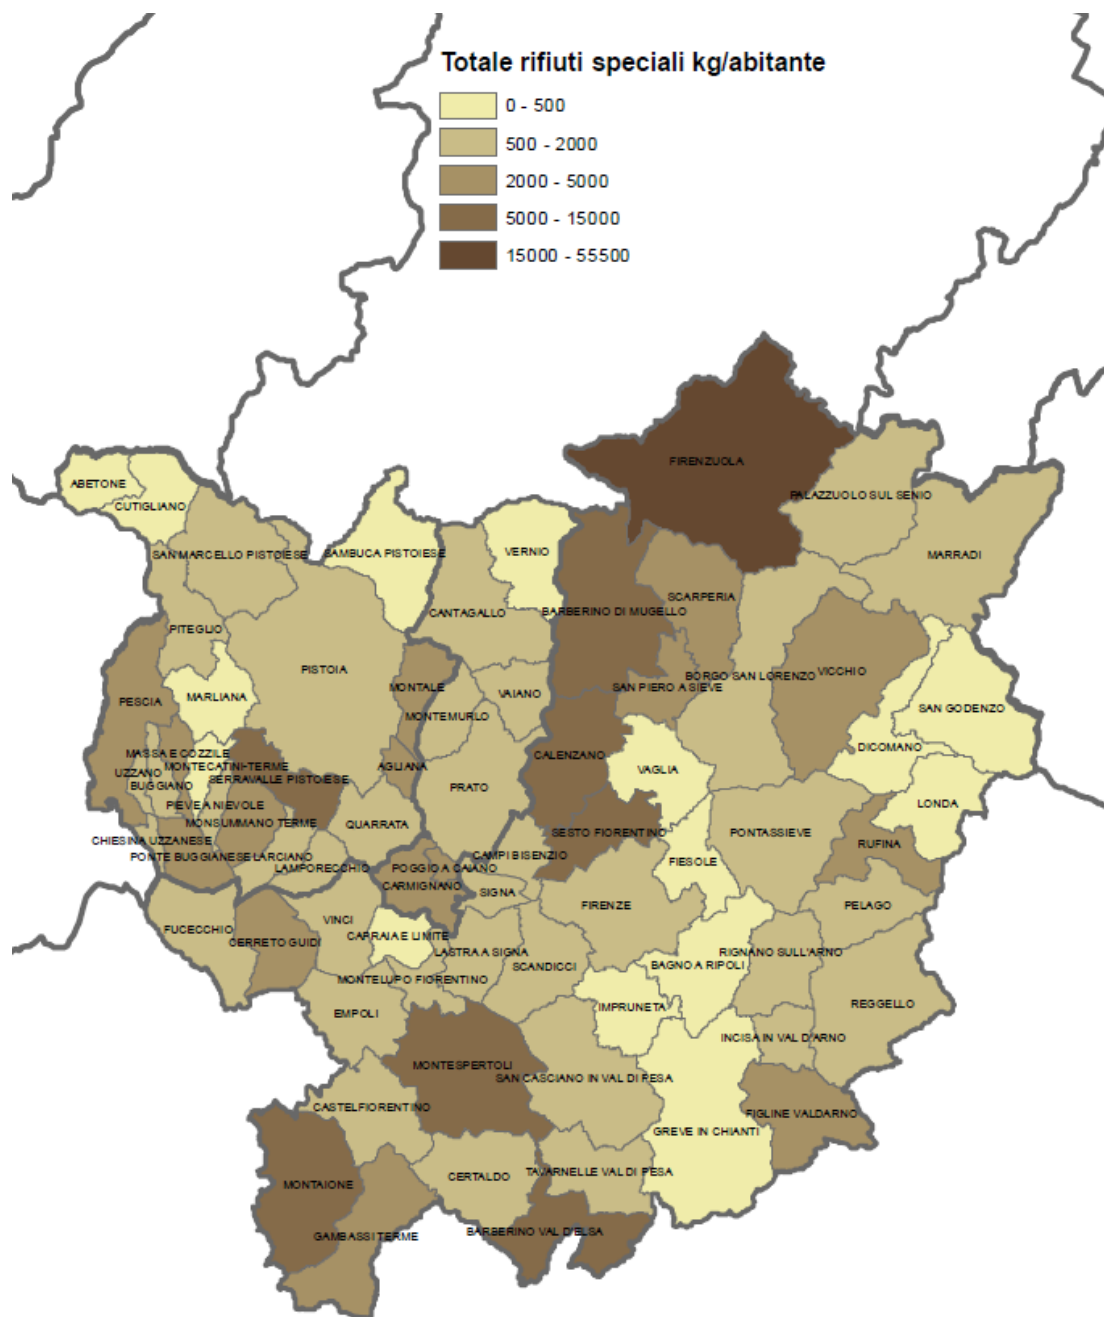 Totale rifiuti speciali kg/abitante
0 - 500
500 - 2000
2000 - 5000
5000 - 15000
15000 - 55500
FIRENZUOLA
ABETONE
CUTIGLIANO
PALAZZUOLO SUL SENIO
SAN MARCELLO PISTOIESE
SAMBUCA PISTOIESE
VERNIO
MARRADI
SCARPERIA
CANTAGALLO
BARBERINO DI MUGELLO
PITEGLIO
PISTOIA
VICCHIO
BORGO SAN LORENZO
MONTALE
SAN PIERO A SIEVE
VAIANO
MARLIANA
PESCIA
SAN GODENZO
MONTEMURLO
DICOMANO
MASSA E COZZILE
CALENZANO
MONTECATINI-TERME
AGLIANA
VAGLIA
UZZANO
SERRAVALLE PISTOIESE
BUGGIANO
PRATO
LONDA
PIEVE A NIEVOLE
MONSUMMANO TERME
QUARRATA
SESTO FIORENTINO
PONTASSIEVE
CHIESINA UZZANESE
RUFINA
PONTE BUGGIANESE
LARCIANO
CAMPI BISENZIO
FIESOLE
LAMPORECCHIO
POGGIO A CAIANO
CARMIGNANO
SIGNA
FIRENZE
PELAGO
VINCI
FUCECCHIO
CAPRAIA E LIMITE
CERRETO GUIDI
LASTRA A SIGNA
RIGNANO SULL'ARNO
SCANDICCI
BAGNO A RIPOLI
MONTELUPO FIORENTINO
REGGELLO
IMPRUNETA
EMPOLI
INCISA IN VAL D'ARNO
MONTESPERTOLI
SAN CASCIANO IN VAL DI PESA
CASTELFIORENTINO
FIGLINE VALDARNO
GREVE IN CHIANTI
TAVARNELLE VAL DI PESA
CERTALDO
MONTAIONE
BARBERINO VAL D'ELSA
GAMBASSI TERME